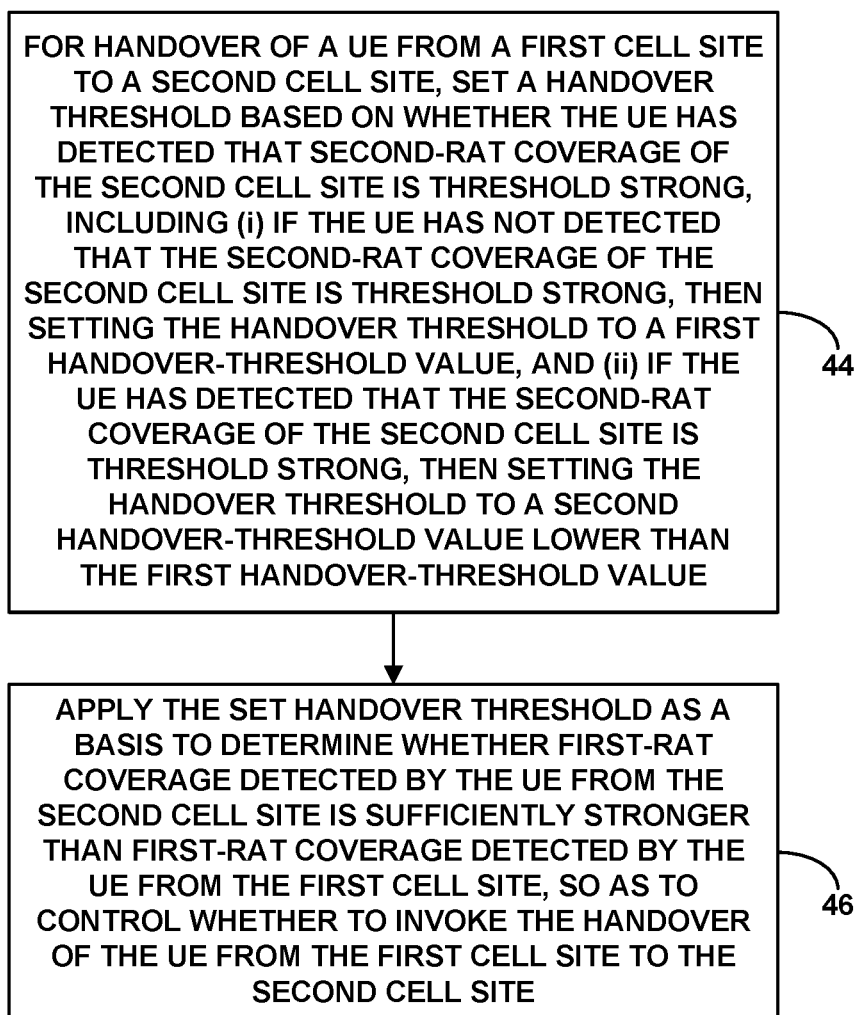 FOR HANDOVER OF A UE FROM A FIRST CELL SITE
TO A SECOND CELL SITE, SET A HANDOVER
THRESHOLD BASED ON WHETHER THE UE HAS
DETECTED THAT SECOND-RAT COVERAGE OF
THE SECOND CELL SITE IS THRESHOLD STRONG,
INCLUDING (i) IF THE UE HAS NOT DETECTED
THAT THE SECOND-RAT COVERAGE OF THE
SECOND CELL SITE IS THRESHOLD STRONG, THEN
SETTING THE HANDOVER THRESHOLD TO A FIRST
HANDOVER-THRESHOLD VALUE, AND (ii) IF THE
UE HAS DETECTED THAT THE SECOND-RAT
COVERAGE OF THE SECOND CELL SITE IS
THRESHOLD STRONG, THEN SETTING THE
HANDOVER THRESHOLD TO A SECOND
HANDOVER-THRESHOLD VALUE LOWER THAN
THE FIRST HANDOVER-THRESHOLD VALUE
44
APPLY THE SET HANDOVER THRESHOLD AS A
BASIS TO DETERMINE WHETHER FIRST-RAT
COVERAGE DETECTED BY THE UE FROM THE
SECOND CELL SITE IS SUFFICIENTLY STRONGER
THAN FIRST-RAT COVERAGE DETECTED BY THE
UE FROM THE FIRST CELL SITE, SO AS TO
CONTROL WHETHER TO INVOKE THE HANDOVER
OF THE UE FROM THE FIRST CELL SITE TO THE
SECOND CELL SITE
46